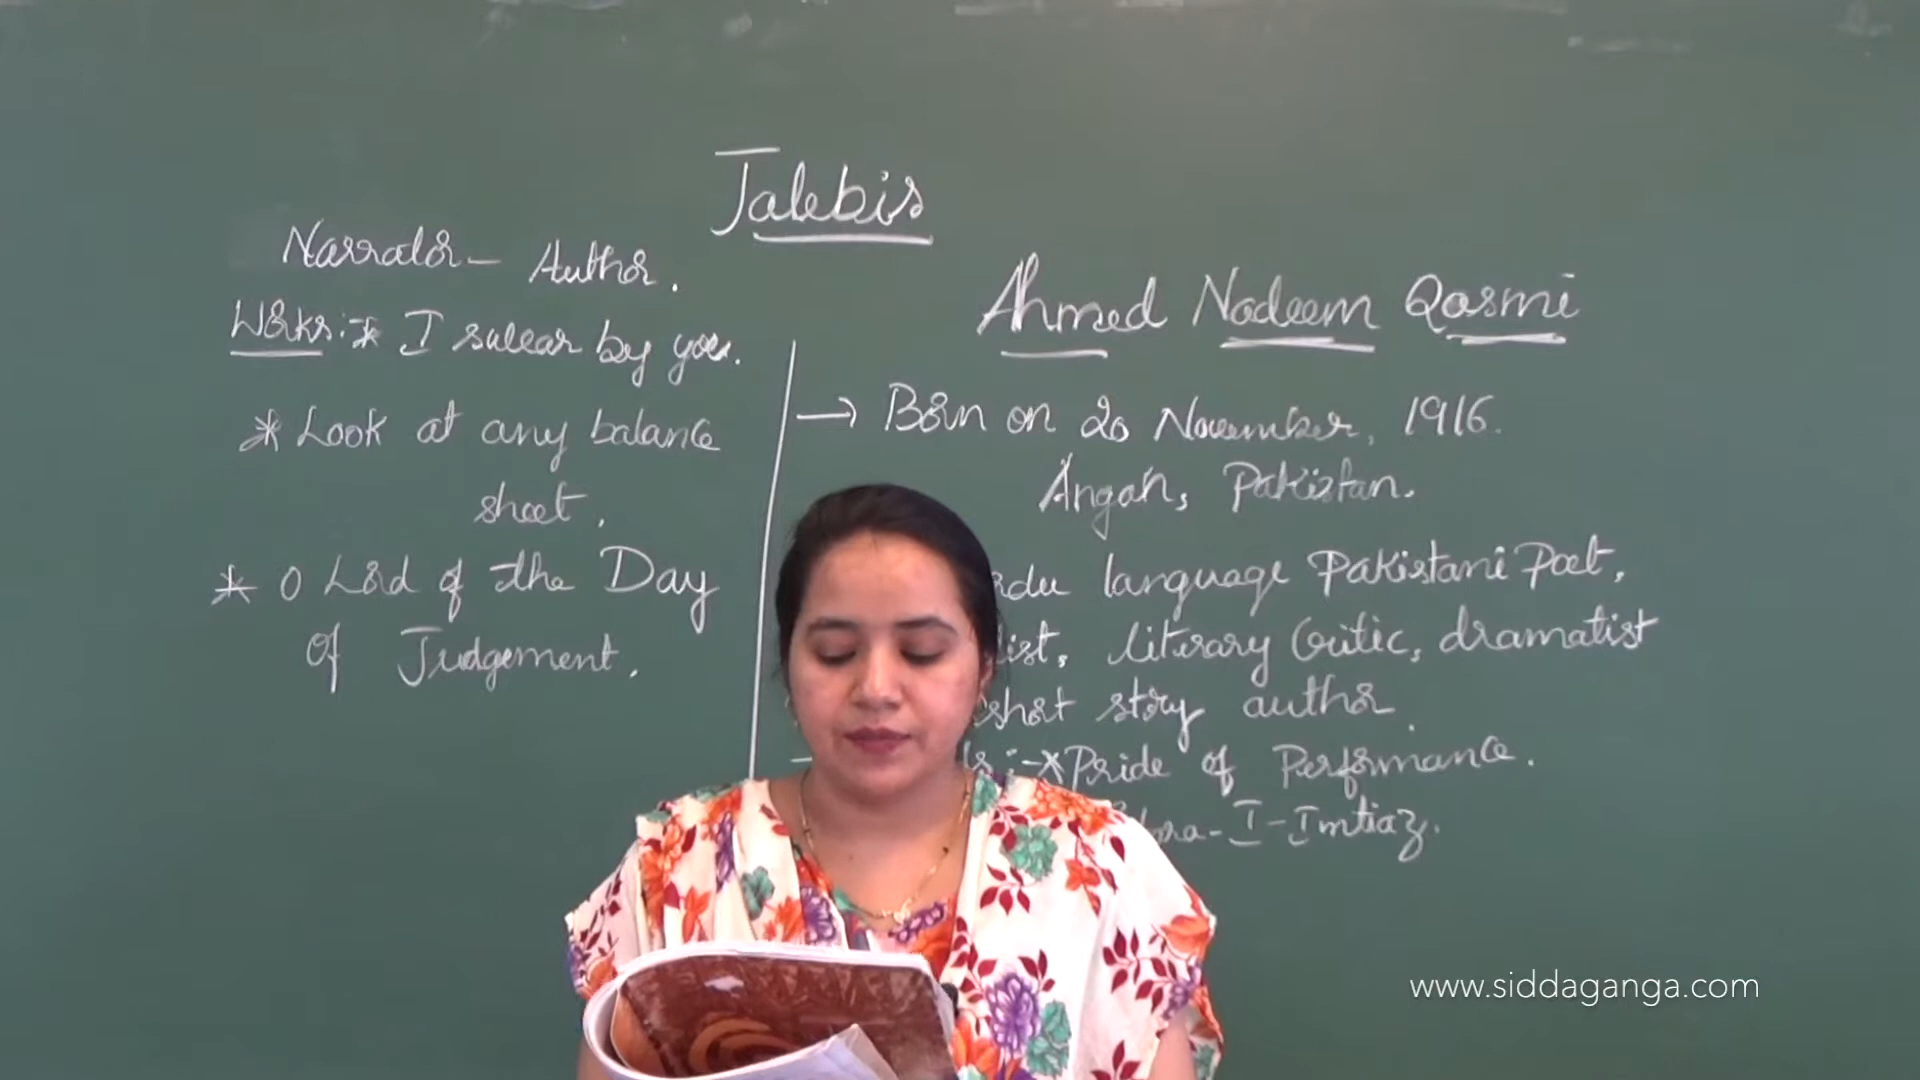 Jalebis
Narrator - Author.
Works :- * I swear by you.
* Look at any balance
sheet.
* O Lord of the Day
Of Judgement.
Ahmed Nadeem Qasmi
→ Born on 20 November, 1916.
Angah, Pakistan.
language Pakistani Poet,
literary Critic, dramatist
short story author.
:- * Pride of Performance.
-I-Imtiaz.
www.siddaganga.com